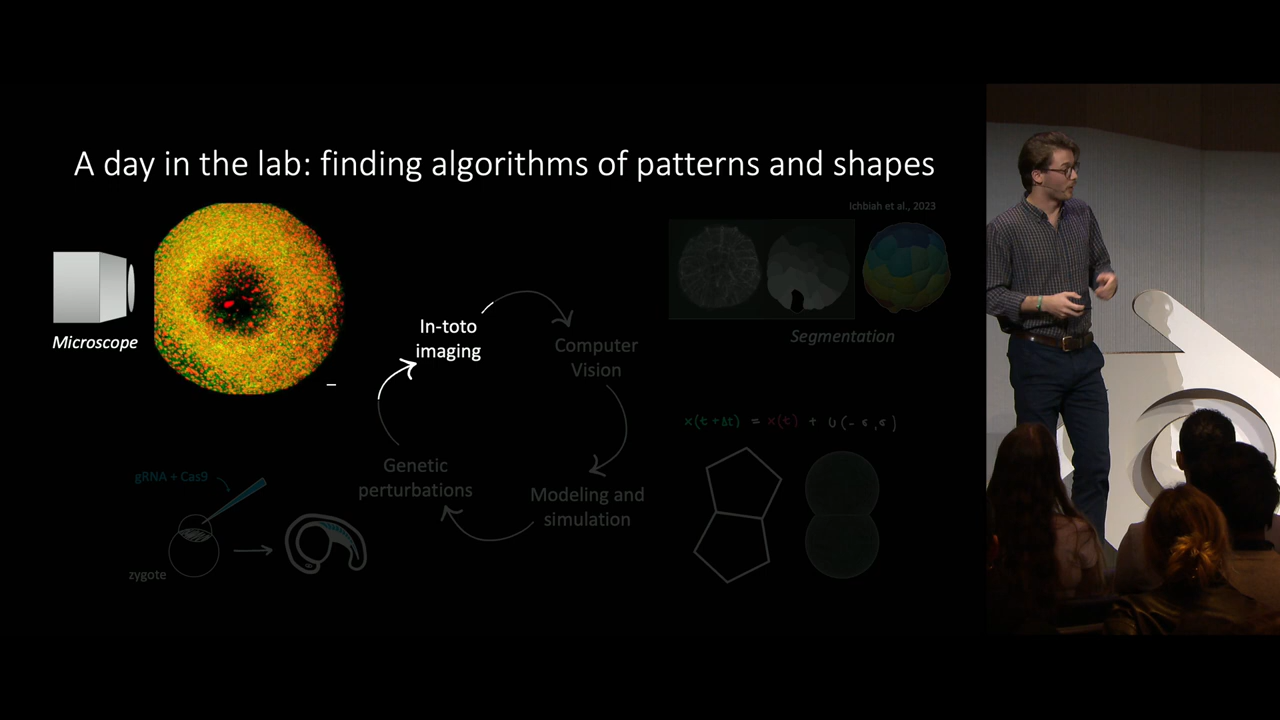 A day in the lab: finding algorithms of patterns and shapes
Ichbiah et al., 2023
Microscope
In-toto
imaging
Computer
Vision
Segmentation
x(t+Δt) = x(t) + U(-σ,σ)
Genetic
perturbations
Modeling and
simulation
gRNA + Cas9
zygote